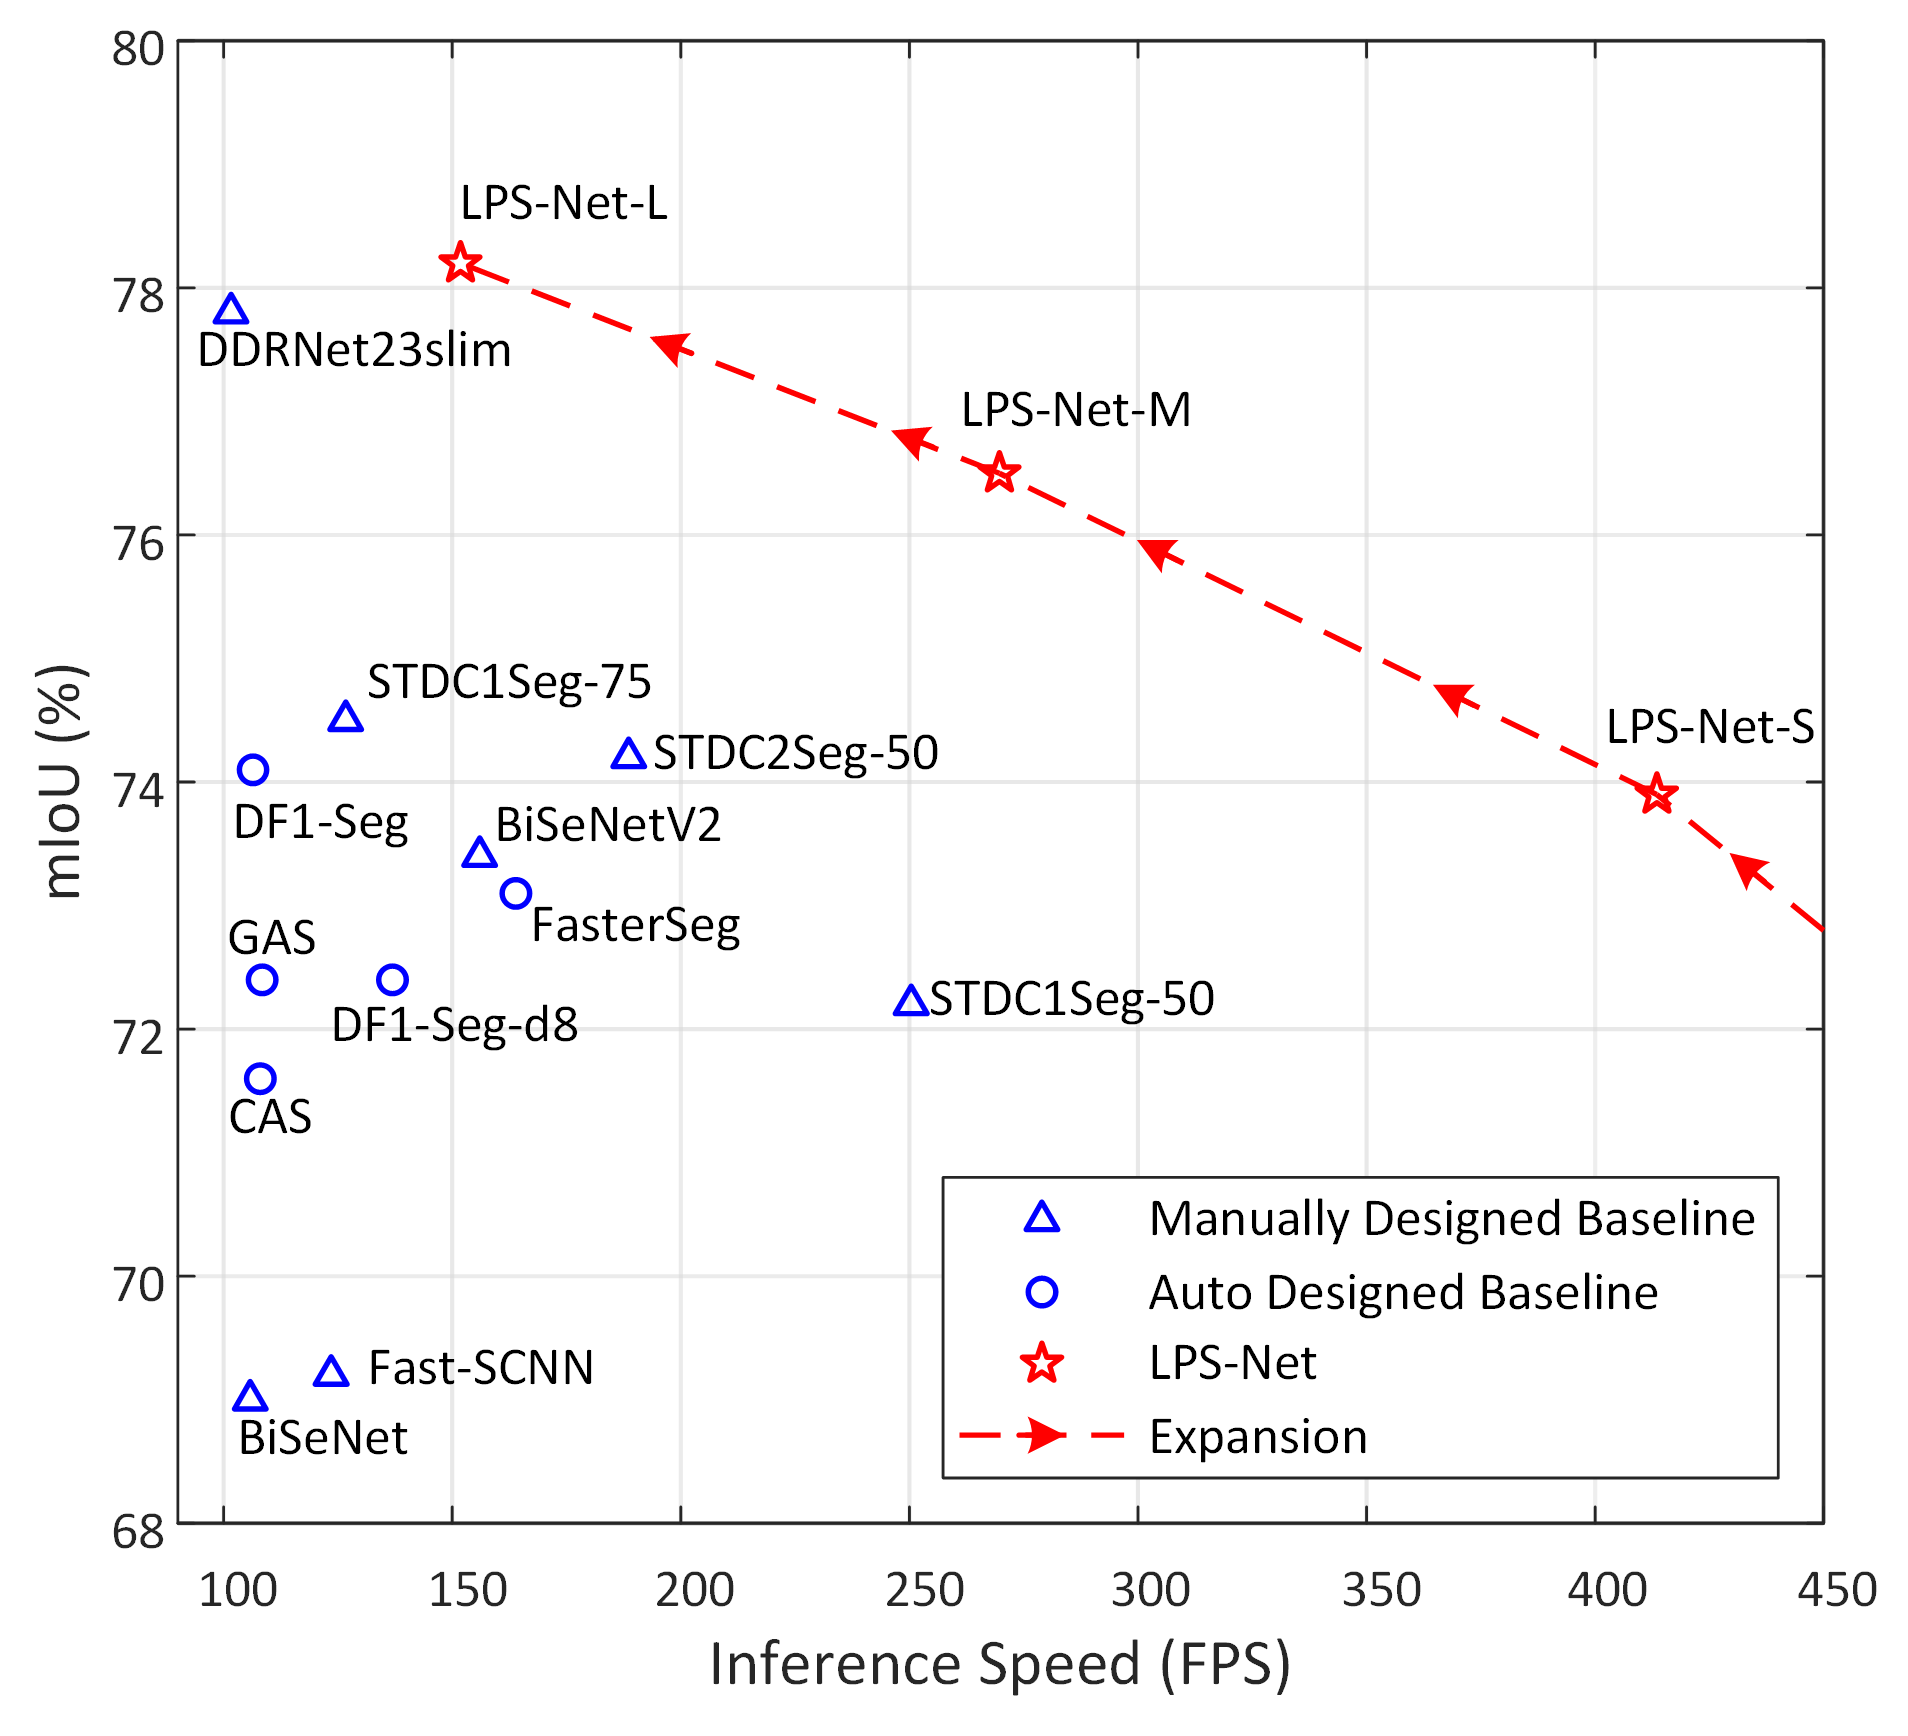 80
78
76
74
72
70
68
mIoU (%)
LPS-Net-L
DDRNet23slim
LPS-Net-M
STDC1Seg-75
LPS-Net-S
STDC2Seg-50
DF1-Seg
BiSeNetV2
FasterSeg
GAS
STDC1Seg-50
DF1-Seg-d8
CAS
Fast-SCNN
BiSeNet
Manually Designed Baseline
Auto Designed Baseline
LPS-Net
Expansion
100 150 200 250 300 350 400 450
Inference Speed (FPS)